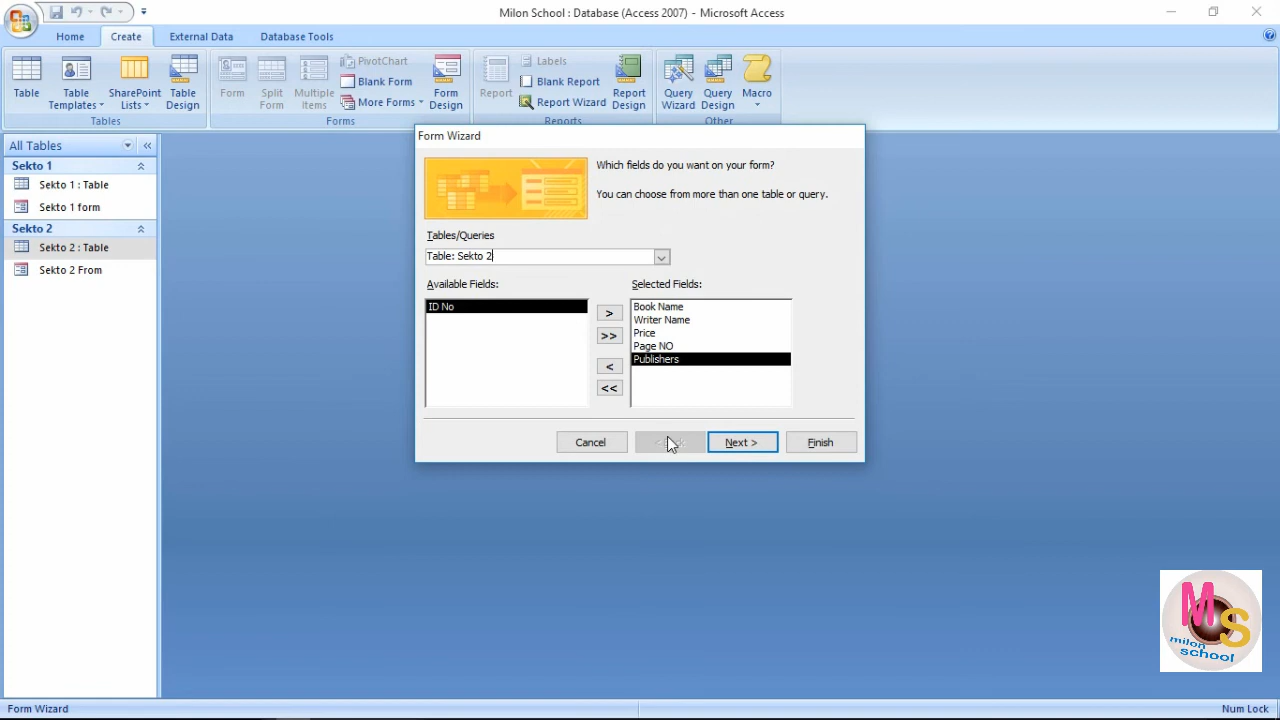 Milon School : Database (Access 2007) - Microsoft Access
Home
Create
External Data
Database Tools
Table
Table Templates
SharePoint Lists
Table Design
Tables
Form
Split Form
Multiple Items
PivotChart
Blank Form
More Forms
Form Design
Forms
Report
Labels
Blank Report
Report Wizard
Report Design
Reports
Query Wizard
Query Design
Macro
Other
All Tables
Sekto 1
Sekto 1 : Table
Sekto 1 form
Sekto 2
Sekto 2 : Table
Sekto 2 From
Form Wizard
Which fields do you want on your form?
You can choose from more than one table or query.
Tables/Queries
Table: Sekto 2
Available Fields:
ID No
>
>>
<
<<
Selected Fields:
Book Name
Writer Name
Price
Page NO
Publishers
Cancel
Next >
Finish
MS
milon
school
Form Wizard
Num Lock